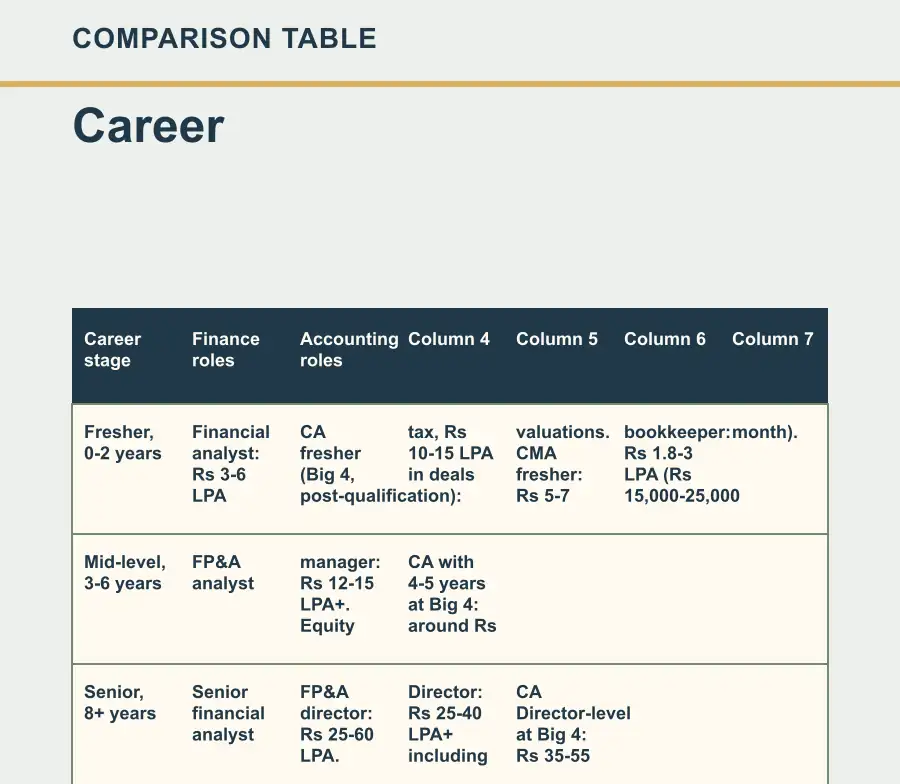 COMPARISON TABLE
Career
Career stage
Finance roles
Accounting roles
Column 4
Column 5
Column 6
Column 7
Fresher,
0-2 years
Financial
analyst:
Rs 3-6
LPA
CA
fresher
(Big 4,
post-qualification):
tax, Rs
10-15 LPA
in deals
valuations.
CMA
fresher:
Rs 5-7
bookkeeper:
Rs 1.8-3
LPA (Rs
15,000-25,000
month).
Mid-level,
3-6 years
FP&A
analyst
manager:
Rs 12-15
LPA+.
Equity
CA with
4-5 years
at Big 4:
around Rs
Senior,
8+ years
Senior
financial
analyst
FP&A
director:
Rs 25-60
LPA.
Director:
Rs 25-40
LPA+
including
CA
Director-level
at Big 4:
Rs 35-55